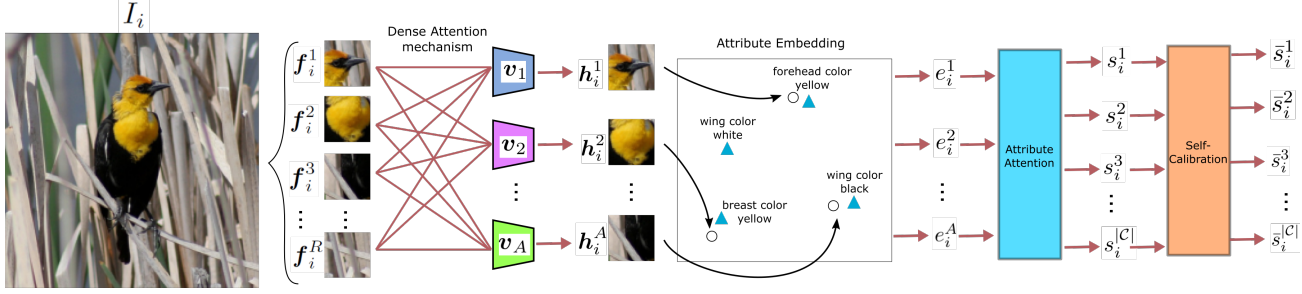 I_i
f_i^1
f_i^2
f_i^3
...
...
f_i^R
Dense Attention
mechanism
v_1
v_2
...
v_A
h_i^1
h_i^2
...
h_i^A
Attribute Embedding
forehead color
yellow
wing color
white
wing color
black
breast color
yellow
e_i^1
e_i^2
...
e_i^A
Attribute
Attention
s_i^1
s_i^2
s_i^3
...
s_i^{|C|}
Self-
Calibration
s̄_i^1
s̄_i^2
s̄_i^3
...
s̄_i^{|C|}